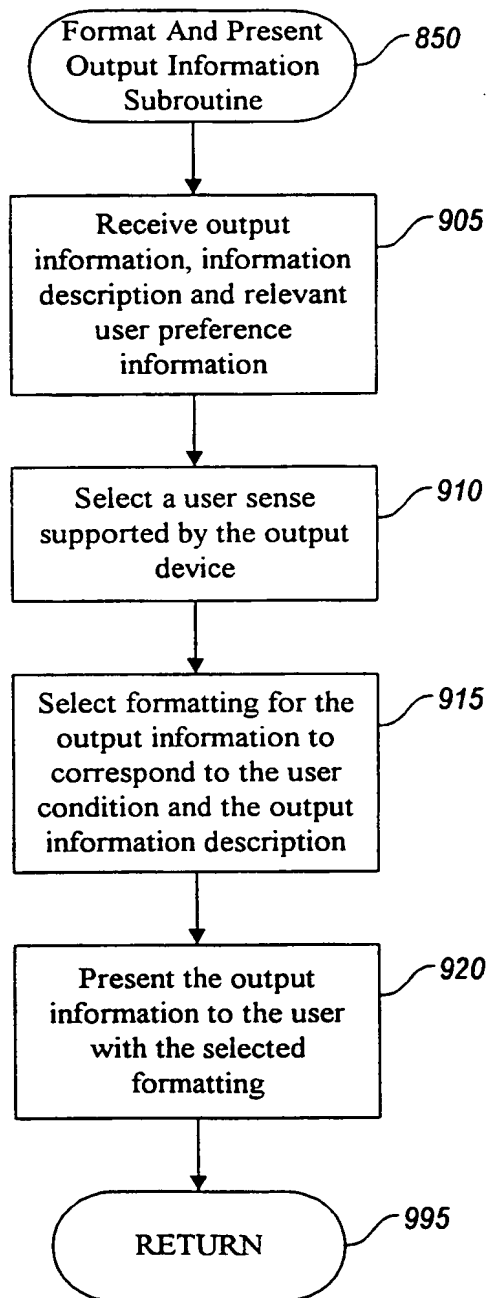 Format And Present
Output Information
Subroutine
850
Receive output
information, information
description and relevant
user preference
information
905
Select a user sense
supported by the output
device
910
Select formatting for the
output information to
correspond to the user
condition and the output
information description
915
Present the output
information to the user
with the selected
formatting
920
RETURN
995